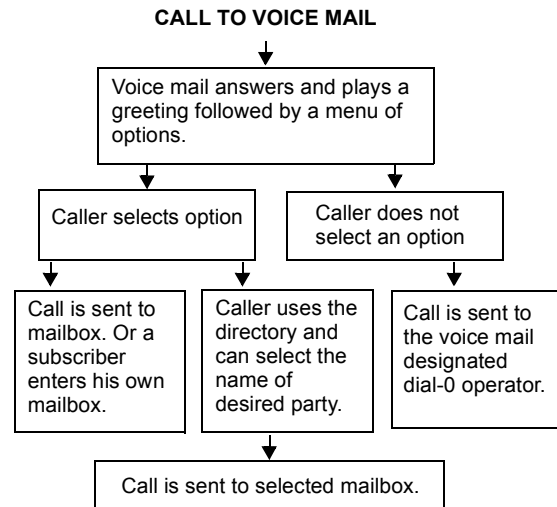 CALL TO VOICE MAIL
Voice mail answers and plays a
greeting followed by a menu of
options.
Caller selects option
Caller does not
select an option
Call is sent to
mailbox. Or a
subscriber
enters his own
mailbox.
Caller uses the
directory and
can select the
name of
desired party.
Call is sent to
the voice mail
designated
dial-0 operator.
Call is sent to selected mailbox.